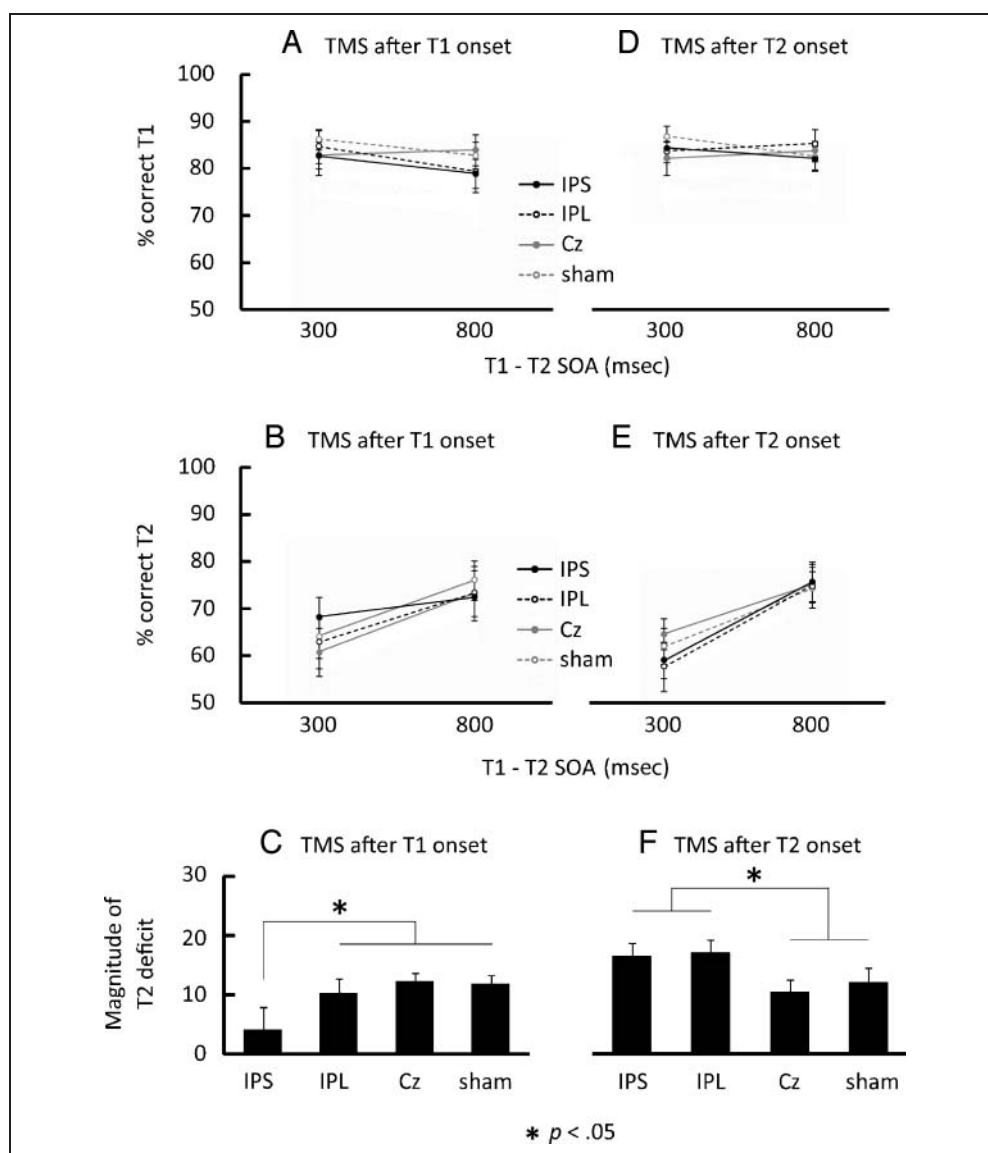 A TMS after T1 onset
D TMS after T2 onset
100
90
80
70
60
50
% correct T1
IPS
IPL
Cz
sham
300 800 300 800
T1 - T2 SOA (msec)
B TMS after T1 onset
E TMS after T2 onset
100
90
80
70
60
50
% correct T2
IPS
IPL
Cz
sham
300 800 300 800
T1 - T2 SOA (msec)
C TMS after T1 onset
F TMS after T2 onset
30
20
10
0
Magnitude of
T2 deficit
*
*
IPS IPL Cz sham
IPS IPL Cz sham
* p < .05